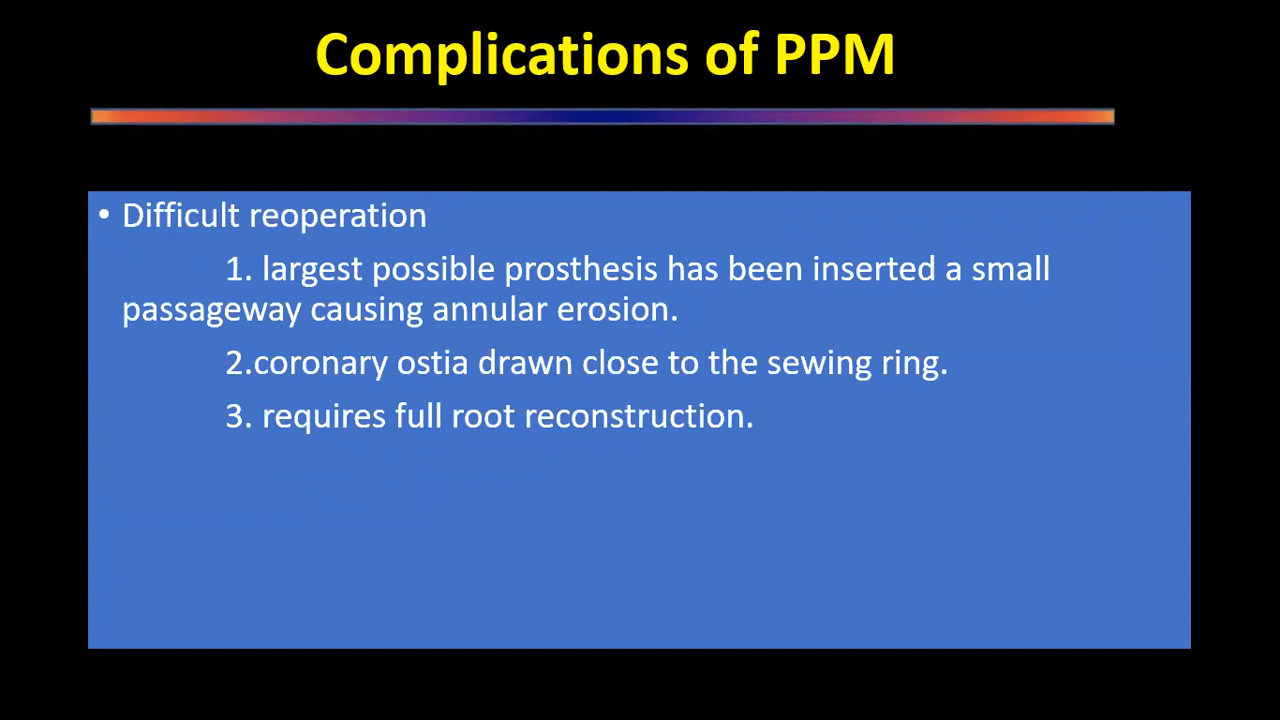 Complications of PPM
• Difficult reoperation
1. largest possible prosthesis has been inserted a small
passageway causing annular erosion.
2.coronary ostia drawn close to the sewing ring.
3. requires full root reconstruction.